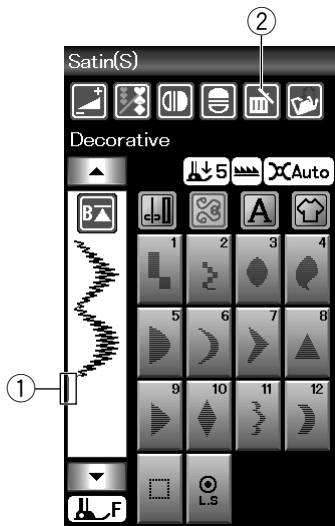 ②
Satin(S)
Decorative
5 Auto
B
A
1 2 3 4
5 6 7 8
① 9 10 11 12
L.S
F